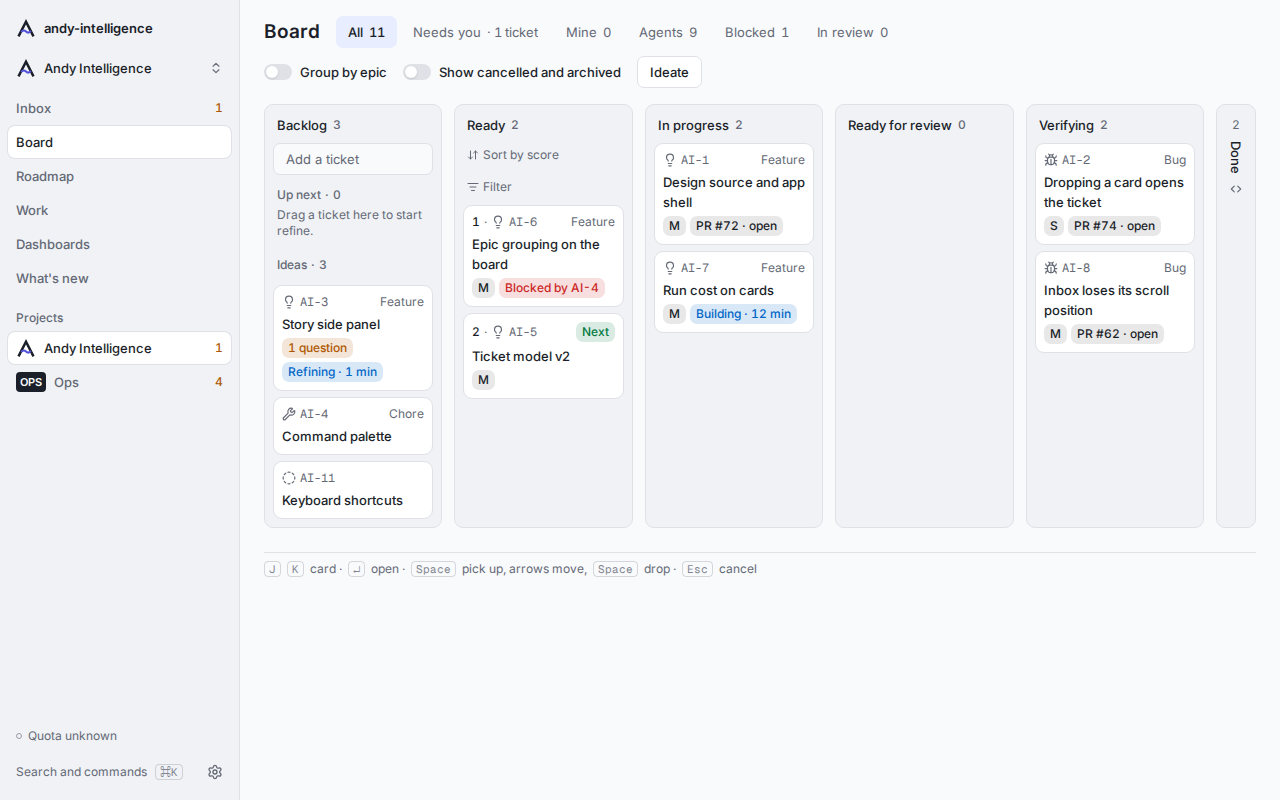 andy-intelligence
Andy Intelligence
Inbox 1
Board
Roadmap
Work
Dashboards
What's new
Projects
Andy Intelligence 1
OPS Ops 4
Quota unknown
Search and commands ⌘K
Board All 11 Needs you · 1 ticket Mine 0 Agents 9 Blocked 1 In review 0
Group by epic Show cancelled and archived Ideate
Backlog 3
Add a ticket
Up next · 0
Drag a ticket here to start
refine.
Ideas · 3
AI-3 Feature
Story side panel
1 question
Refining · 1 min
AI-4 Chore
Command palette
AI-11
Keyboard shortcuts
Ready 2
Sort by score
Filter
1 · AI-6 Feature
Epic grouping on the
board
M Blocked by AI-4
2 · AI-5 Next
Ticket model v2
M
In progress 2
AI-1 Feature
Design source and app
shell
M PR #72 · open
AI-7 Feature
Run cost on cards
M Building · 12 min
Ready for review 0
Verifying 2
AI-2 Bug
Dropping a card opens
the ticket
S PR #74 · open
AI-8 Bug
Inbox loses its scroll
position
M PR #62 · open
2
Done
J K card · ↵ open · Space pick up, arrows move, Space drop · Esc cancel